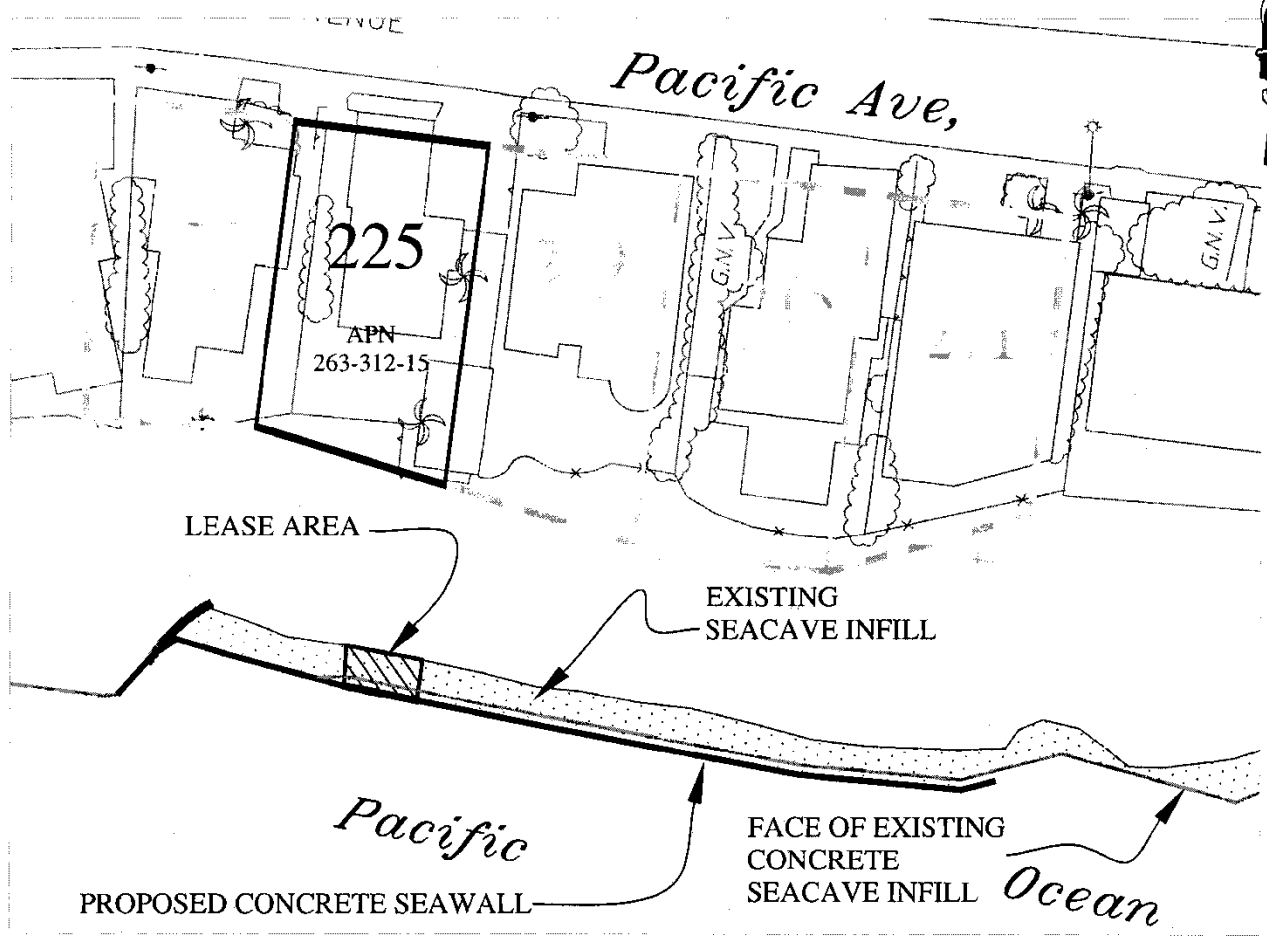 Pacific Ave,
G.N.V.
G.N.V.
225
APN
263-312-15
LEASE AREA
EXISTING
SEACAVE INFILL
Pacific
FACE OF EXISTING
CONCRETE
SEACAVE INFILL
Ocean
PROPOSED CONCRETE SEAWALL